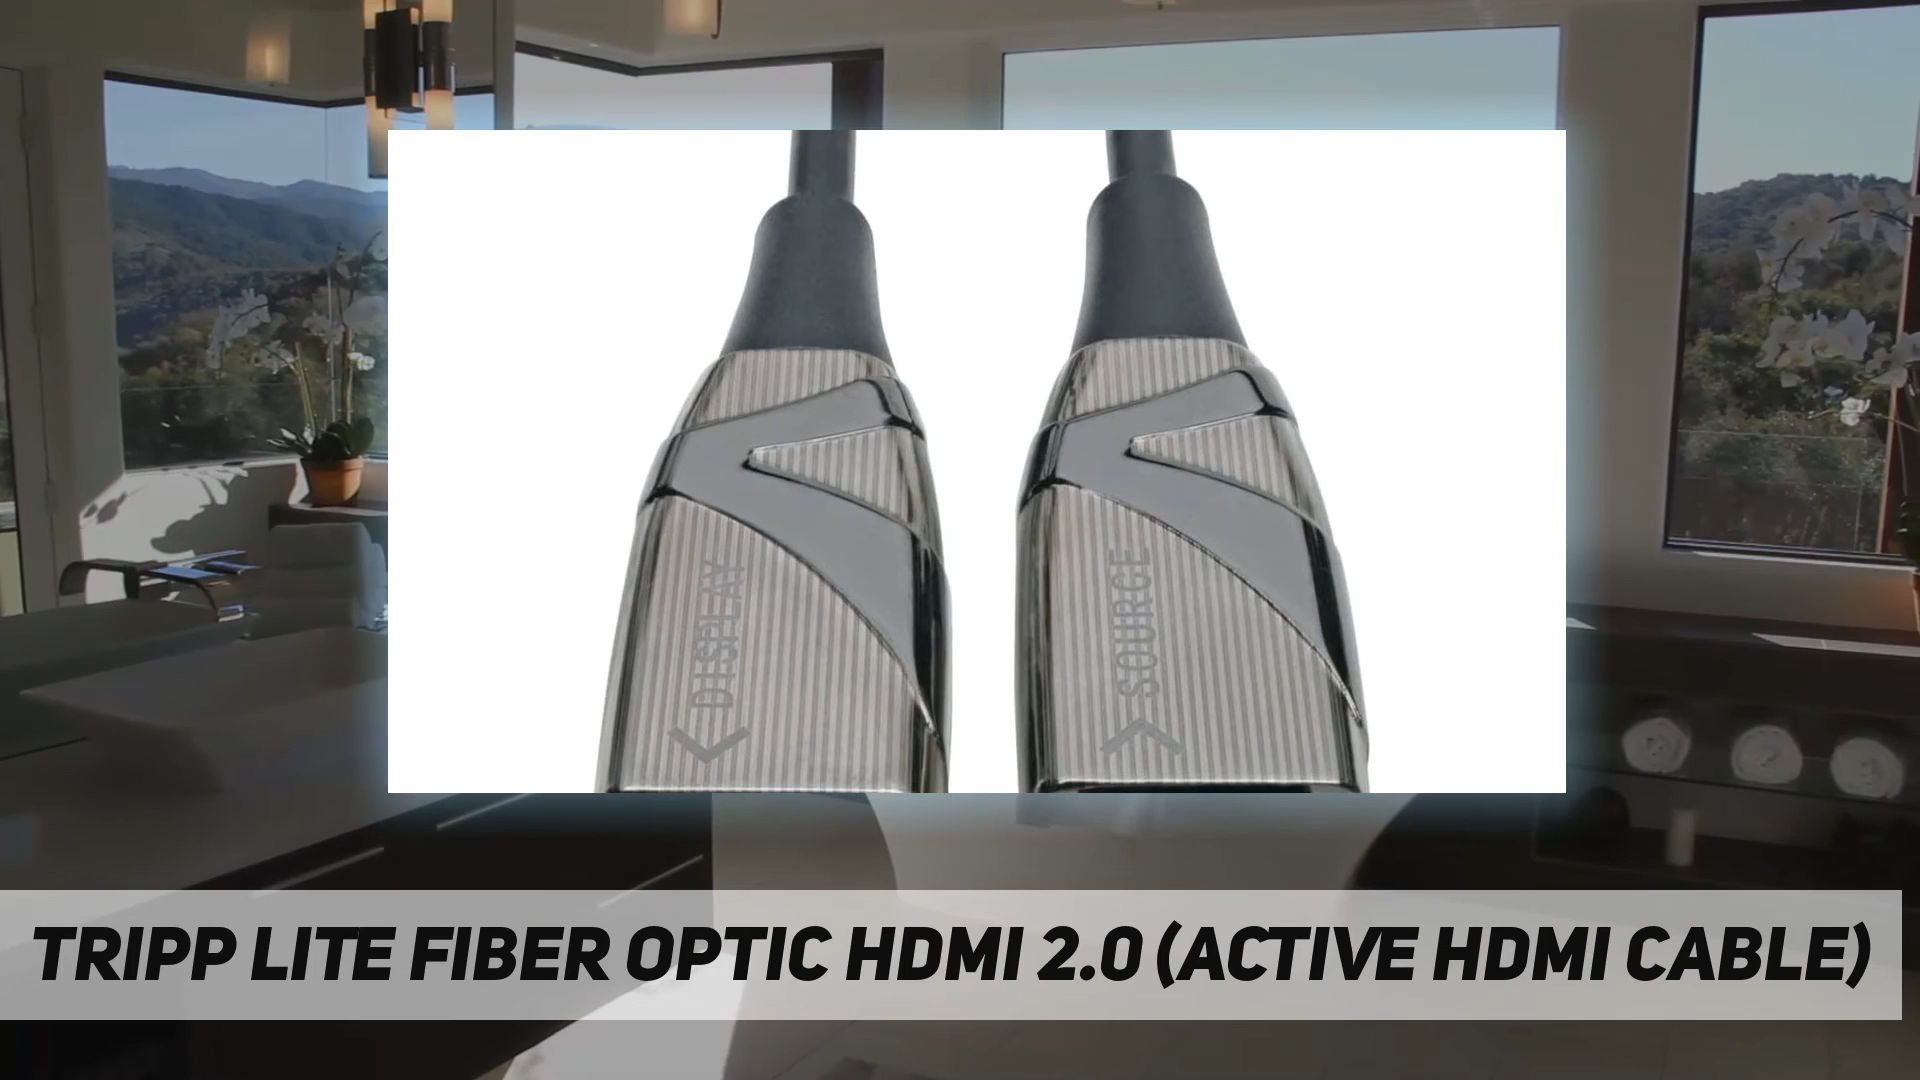 DISPLAY
SOURCE
TRIPP LITE FIBER OPTIC HDMI 2.0 (ACTIVE HDMI CABLE)